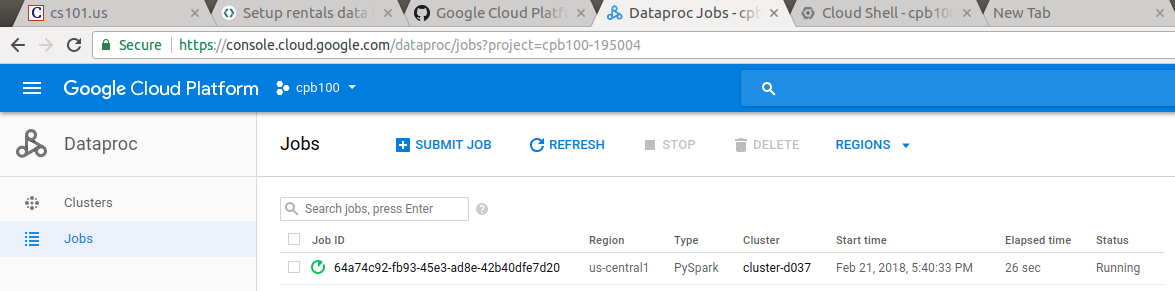 cs101.us
Setup rentals data
Google Cloud Platf
Dataproc Jobs - cpb
Cloud Shell - cpb100
New Tab
Secure https://console.cloud.google.com/dataproc/jobs?project=cpb100-195004
Google Cloud Platform cpb100
Dataproc
Jobs SUBMIT JOB REFRESH STOP DELETE REGIONS
Clusters
Jobs
Search jobs, press Enter
Job ID Region Type Cluster Start time Elapsed time Status
64a74c92-fb93-45e3-ad8e-42b40dfe7d20 us-central1 PySpark cluster-d037 Feb 21, 2018, 5:40:33 PM 26 sec Running